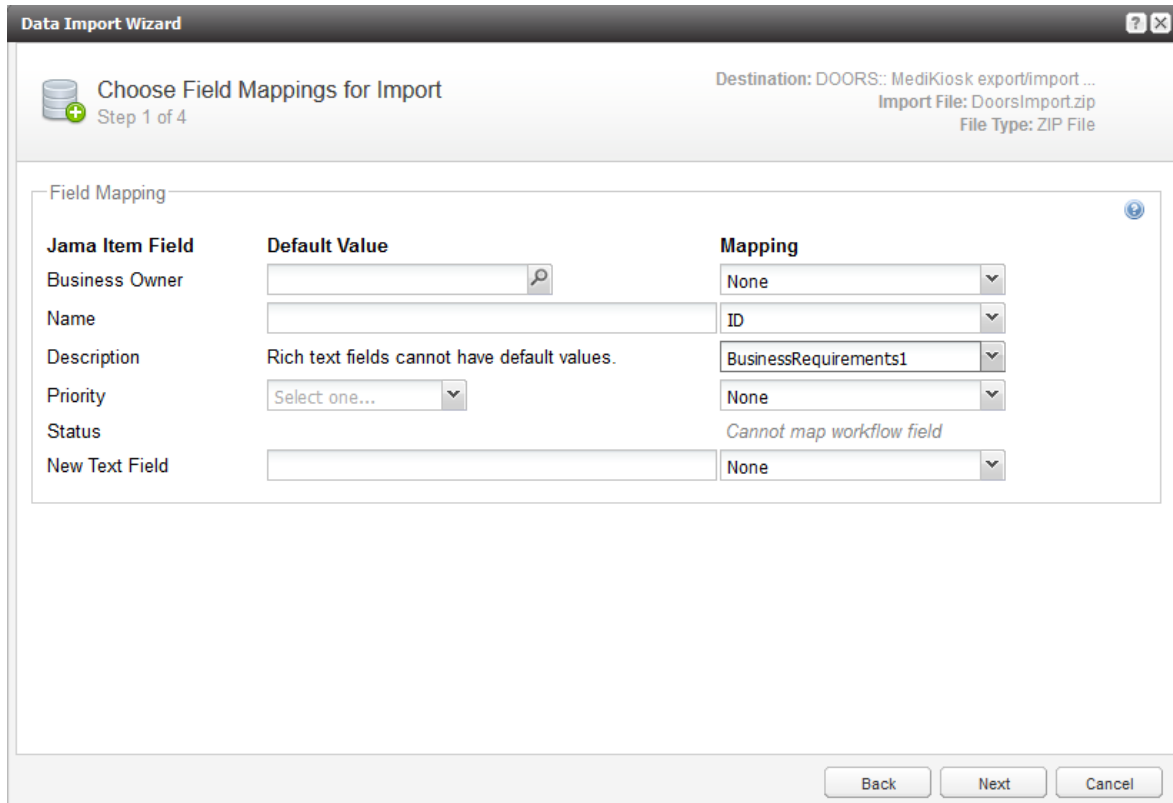 Data Import Wizard
?
Choose Field Mappings for Import
Step 1 of 4
Destination: DOORS:: MediKiosk export/import ...
Import File: DoorsImport.zip
File Type: ZIP File
Field Mapping
?
Jama Item Field Default Value Mapping
Business Owner None
Name ID
Description Rich text fields cannot have default values. BusinessRequirements1
Priority Select one... None
Status Cannot map workflow field
New Text Field None
Back Next Cancel